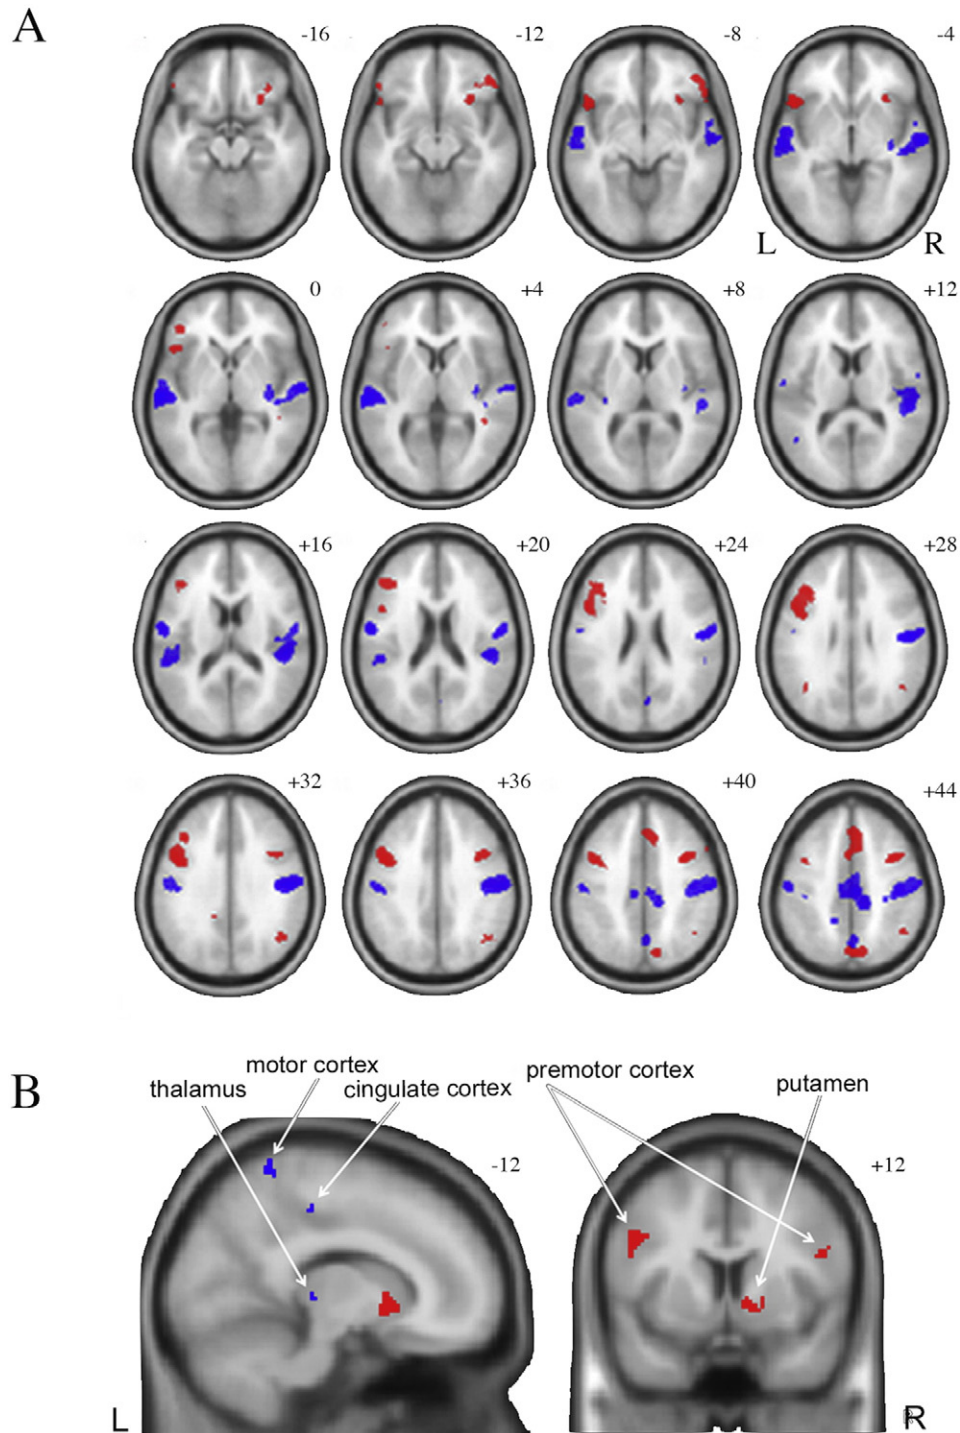 A
-16
-12
-8
-4
L R
0
+4
+8
+12
+16
+20
+24
+28
+32
+36
+40
+44
B
motor cortex
thalamus
cingulate cortex
premotor cortex
putamen
-12
+12
L
R